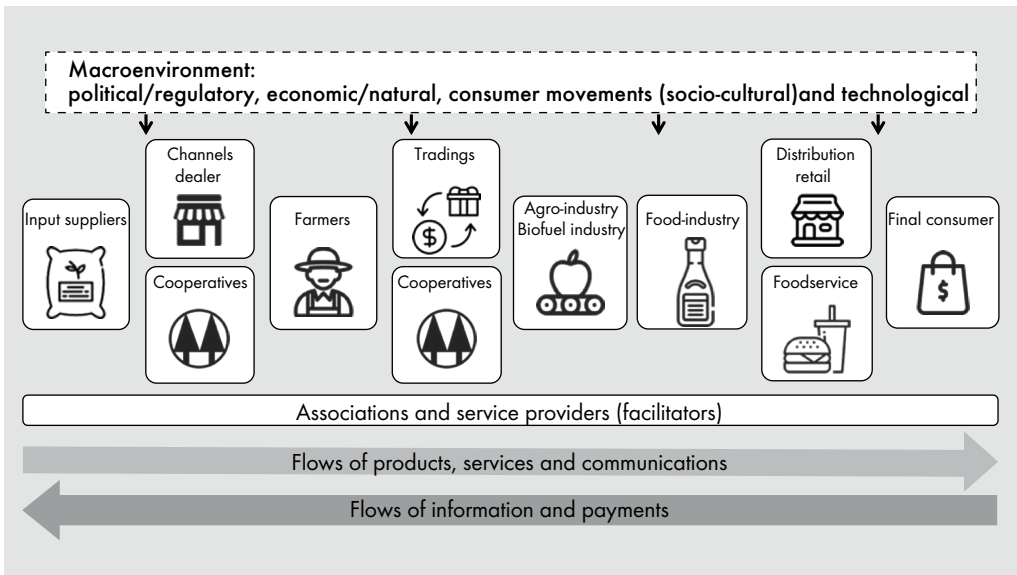 Macroenvironment:
political/regulatory, economic/natural, consumer movements (socio-cultural)and technological
Input suppliers
Channels
dealer
Cooperatives
Farmers
Tradings
$
Cooperatives
Agro-industry
Biofuel industry
Food-industry
Distribution
retail
Foodservice
Final consumer
$
Associations and service providers (facilitators)
Flows of products, services and communications
Flows of information and payments